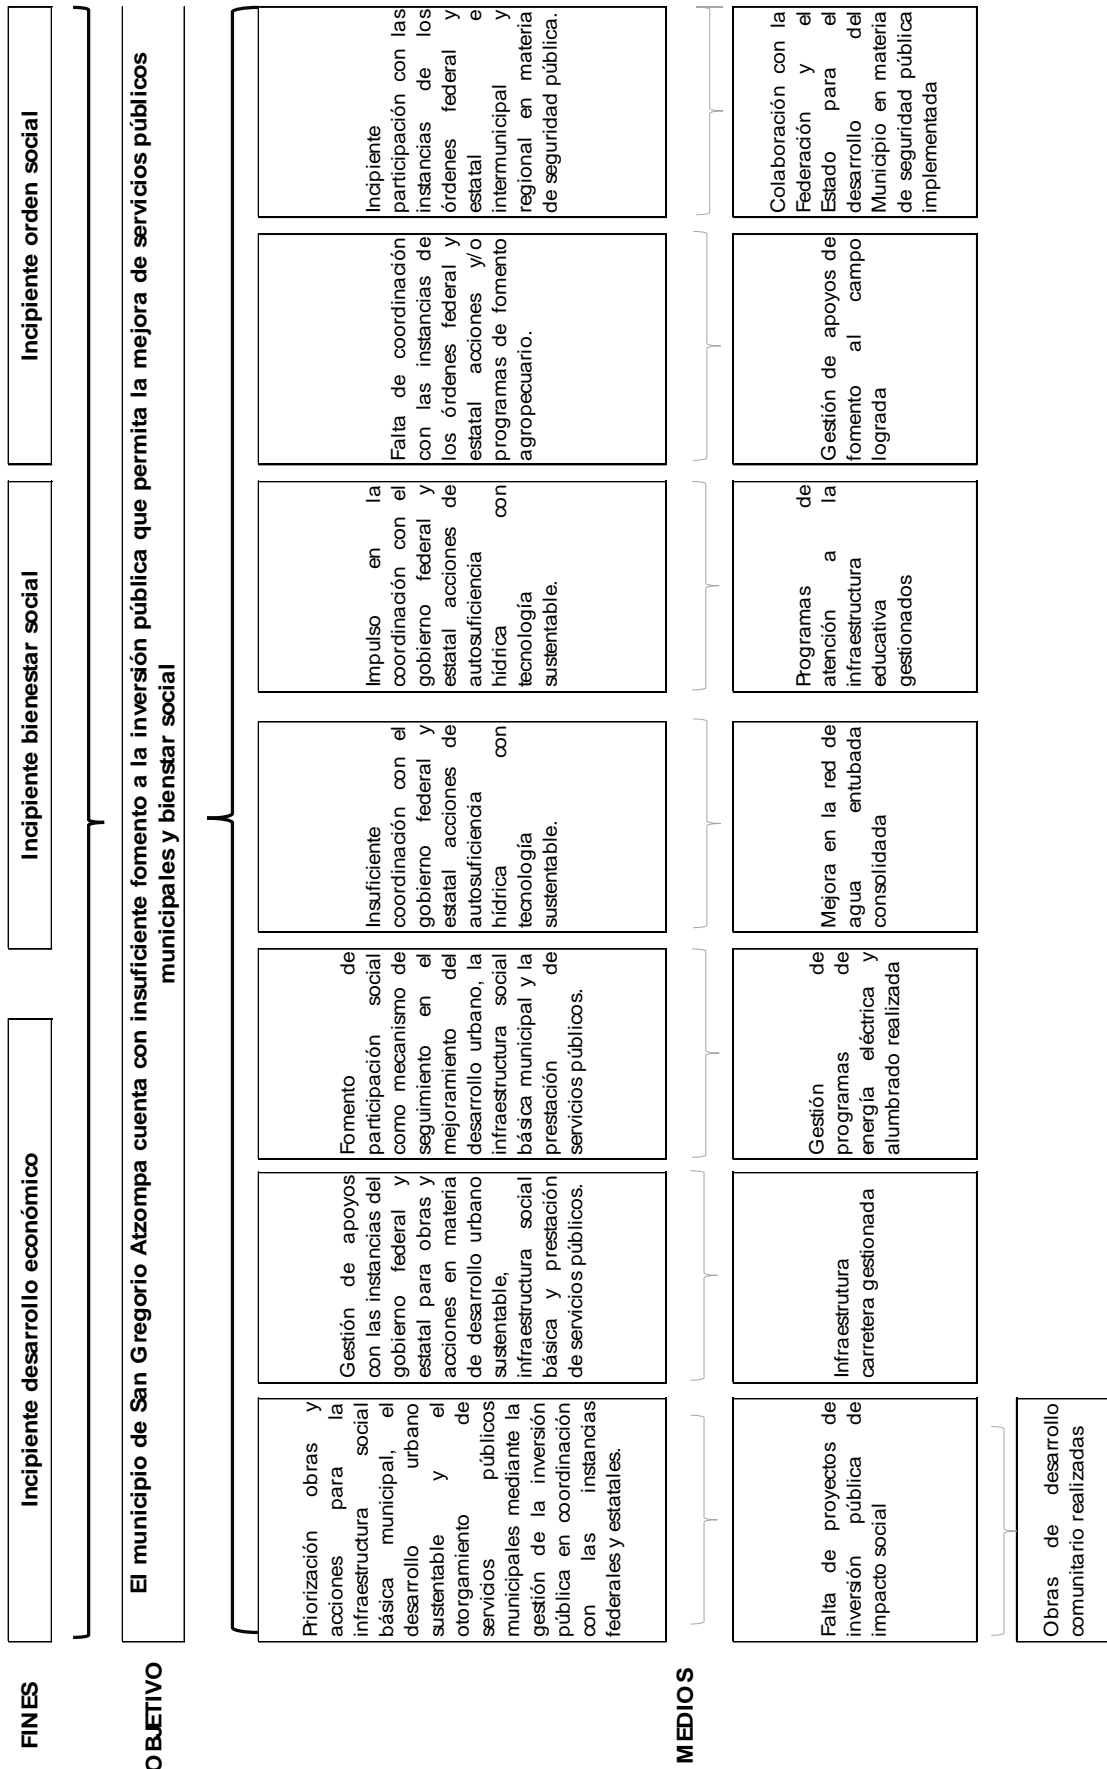 FINES
Incipiente desarrollo económico
Incipiente bienestar social
Incipiente orden social
OBJETIVO
El municipio de San Gregorio Atzompa cuenta con insuficiente fomento a la inversión pública que permita la mejora de servicios públicos
municipales y bienstar social
Priorización obras y
acciones para la
infraestructura social
básica municipal, el
desarrollo urbano
sustentable y el
otorgamiento de
servicios públicos
municipales mediante la
gestión de la inversión
pública en coordinación
con las instancias
federales y estatales.
Gestión de apoyos
con las instancias del
gobierno federal y
estatal para obras y
acciones en materia
de desarrollo urbano
sustentable,
infraestructura social
básica y prestación
de servicios públicos.
Fomento de
participación social
como mecanismo de
seguimiento en el
mejoramiento del
desarrollo urbano, la
infraestructura social
básica municipal y la
prestación de
servicios públicos.
Insuficiente
coordinación con el
gobierno federal y
estatal acciones de
autosuficiencia
hídrica con
tecnología
sustentable.
Impulso en la
coordinación con el
gobierno federal y
estatal acciones de
autosuficiencia
hídrica con
tecnología
sustentable.
Falta de coordinación
con las instancias de
los órdenes federal y
estatal acciones y/o
programas de fomento
agropecuario.
Incipiente
participación con las
instancias de los
órdenes federal y
estatal e
intermunicipal y
regional en materia
de seguridad pública.
MEDIOS
Falta de proyectos de
inversión pública de
impacto social
Infraestrutura
carretera gestionada
Gestión de
programas de
energía eléctrica y
alumbrado realizada
Mejora en la red de
agua entubada
consolidada
Programas de
atención a la
infraestructura
educativa
gestionados
Gestión de apoyos de
fomento al campo
lograda
Colaboración con la
Federación y el
Estado para el
desarrollo del
Municipio en materia
de seguridad pública
implementada
Obras de desarrollo
comunitario realizadas